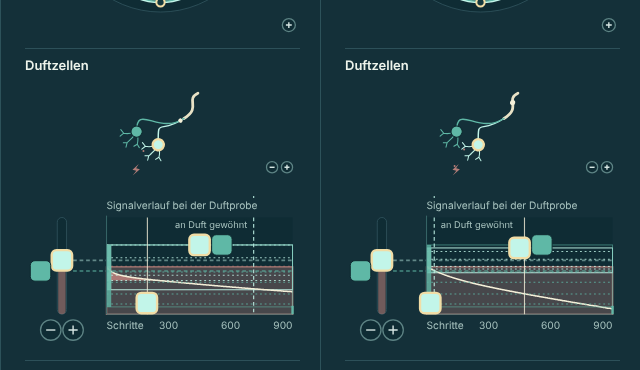 Duftzellen
Signalverlauf bei der Duftprobe
an Duft gewöhnt
Schritte 300 600 900
Duftzellen
Signalverlauf bei der Duftprobe
an Duft gewöhnt
Schritte 300 600 900